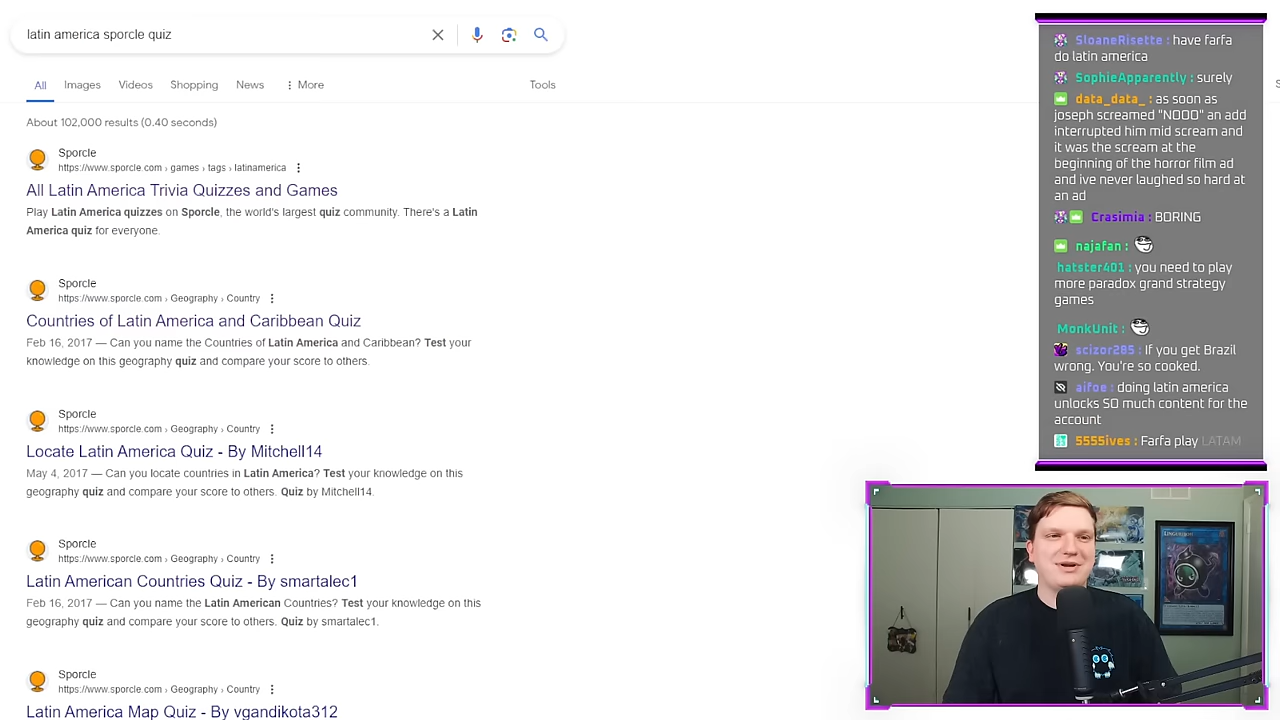 latin america sporcle quiz
All
Images
Videos
Shopping
News
More
Tools
About 102,000 results (0.40 seconds)
Sporcle
https://www.sporcle.com › games › tags › latinamerica
All Latin America Trivia Quizzes and Games
Play Latin America quizzes on Sporcle, the world's largest quiz community. There's a Latin
America quiz for everyone.
Sporcle
https://www.sporcle.com › Geography › Country
Countries of Latin America and Caribbean Quiz
Feb 16, 2017 — Can you name the Countries of Latin America and Caribbean? Test your
knowledge on this geography quiz and compare your score to others.
Sporcle
https://www.sporcle.com › Geography › Country
Locate Latin America Quiz - By Mitchell14
May 4, 2017 — Can you locate countries in Latin America? Test your knowledge on this
geography quiz and compare your score to others. Quiz by Mitchell14.
Sporcle
https://www.sporcle.com › Geography › Country
Latin American Countries Quiz - By smartalec1
Feb 16, 2017 — Can you name the Latin American Countries? Test your knowledge on this
geography quiz and compare your score to others. Quiz by smartalec1.
Sporcle
https://www.sporcle.com › Geography › Country
Latin America Map Quiz - By vgandikota312
SloaneRisette : have farfa
do latin america
SophieApparently : surely
data_data_ : as soon as
joseph screamed "NOOO" an add
interrupted him mid scream and
it was the scream at the
beginning of the horror film ad
and ive never laughed so hard at
an ad
Crasimia : BORING
najafan :
hatster401 : you need to play
more paradox grand strategy
games
MonkUnit :
scizor285 : If you get Brazil
wrong. You're so cooked.
aifoe : doing latin america
unlocks SO much content for the
account
5555ives : Farfa play LATAM